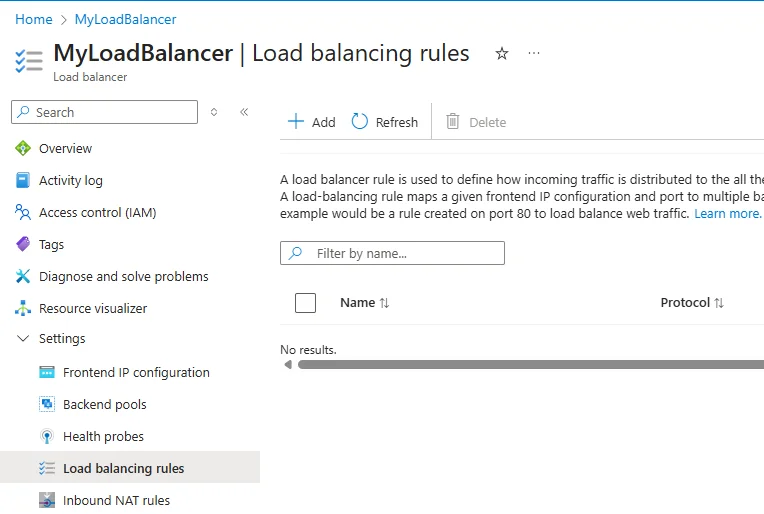 Home > MyLoadBalancer
MyLoadBalancer | Load balancing rules
Load balancer
Search
Add Refresh Delete
Overview
Activity log
Access control (IAM)
Tags
Diagnose and solve problems
Resource visualizer
Settings
Frontend IP configuration
Backend pools
Health probes
Load balancing rules
Inbound NAT rules
A load balancer rule is used to define how incoming traffic is distributed to the all the
A load-balancing rule maps a given frontend IP configuration and port to multiple ba
example would be a rule created on port 80 to load balance web traffic. Learn more.
Filter by name...
Name Protocol
No results.